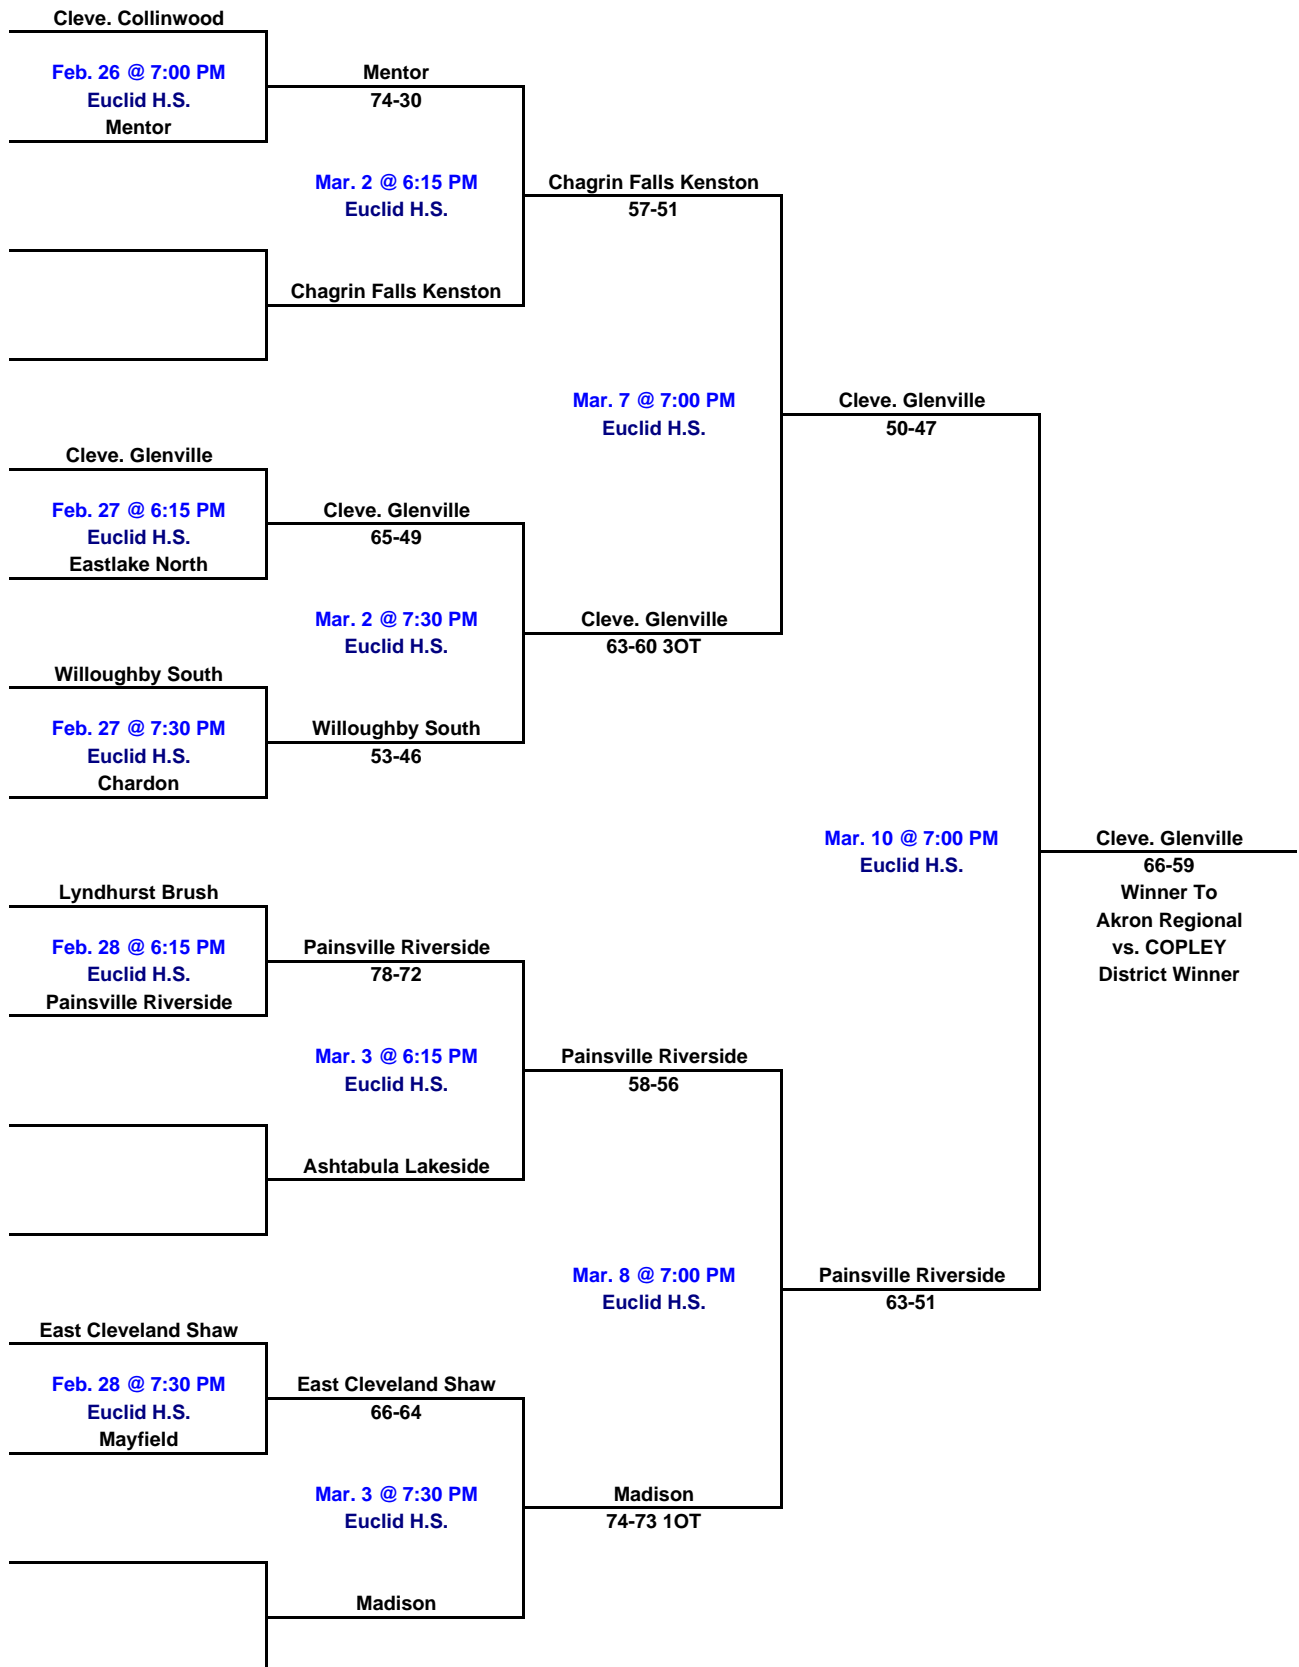 Cleve. Collinwood
Feb. 26 @ 7:00 PM
Euclid H.S.
Mentor
Mentor
74-30
Mar. 2 @ 6:15 PM
Euclid H.S.
Chagrin Falls Kenston
Chagrin Falls Kenston
57-51
Mar. 7 @ 7:00 PM
Euclid H.S.
Cleve. Glenville
50-47
Cleve. Glenville
Feb. 27 @ 6:15 PM
Euclid H.S.
Eastlake North
Cleve. Glenville
65-49
Mar. 2 @ 7:30 PM
Euclid H.S.
Cleve. Glenville
63-60 3OT
Willoughby South
Feb. 27 @ 7:30 PM
Euclid H.S.
Chardon
Willoughby South
53-46
Mar. 10 @ 7:00 PM
Euclid H.S.
Cleve. Glenville
66-59
Winner To
Akron Regional
vs. COPLEY
District Winner
Lyndhurst Brush
Feb. 28 @ 6:15 PM
Euclid H.S.
Painsville Riverside
Painsville Riverside
78-72
Mar. 3 @ 6:15 PM
Euclid H.S.
Ashtabula Lakeside
Painsville Riverside
58-56
Mar. 8 @ 7:00 PM
Euclid H.S.
Painsville Riverside
63-51
East Cleveland Shaw
Feb. 28 @ 7:30 PM
Euclid H.S.
Mayfield
East Cleveland Shaw
66-64
Mar. 3 @ 7:30 PM
Euclid H.S.
Madison
74-73 1OT
Madison